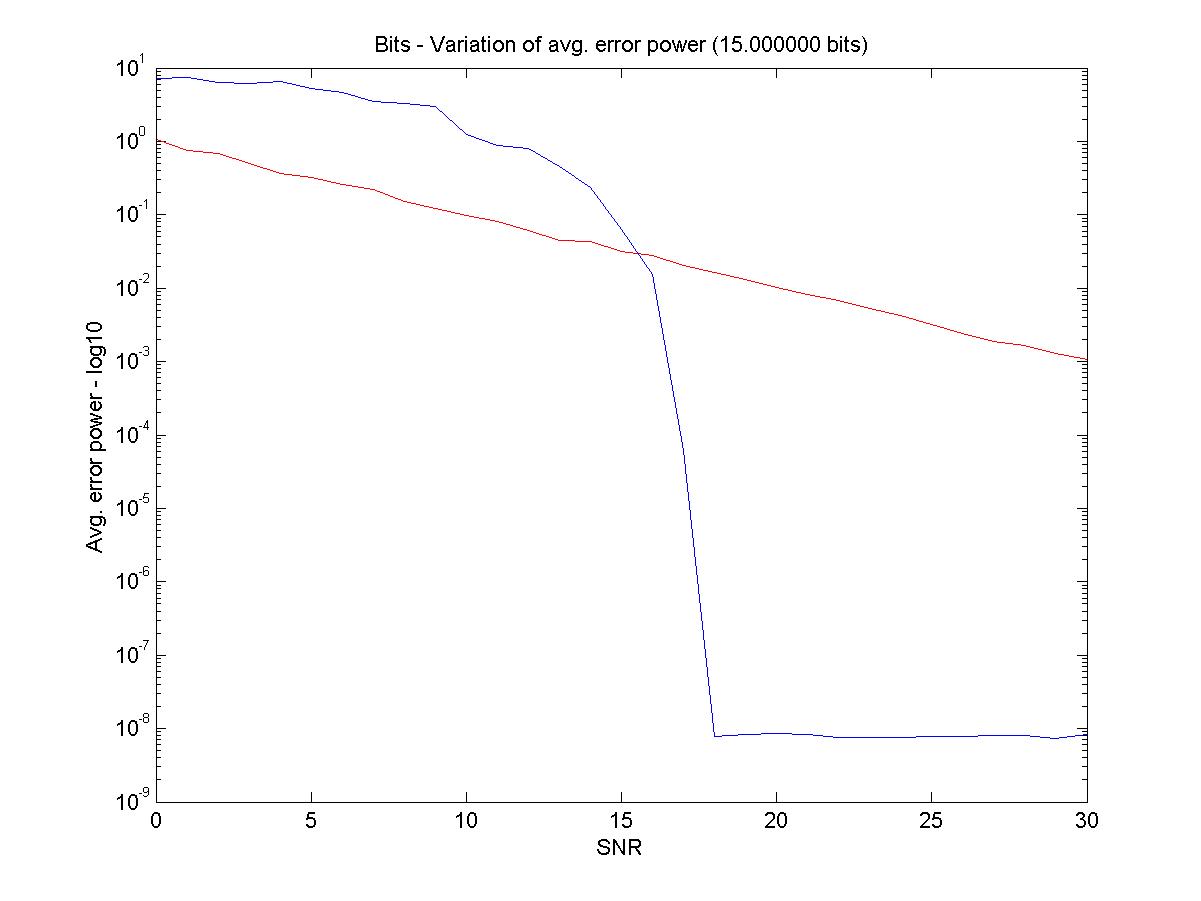 Bits - Variation of avg. error power (15.000000 bits)
10^1
10^0
10^-1
10^-2
10^-3
10^-4
10^-5
10^-6
10^-7
10^-8
10^-9
Avg. error power - log10
0 5 10 15 20 25 30
SNR